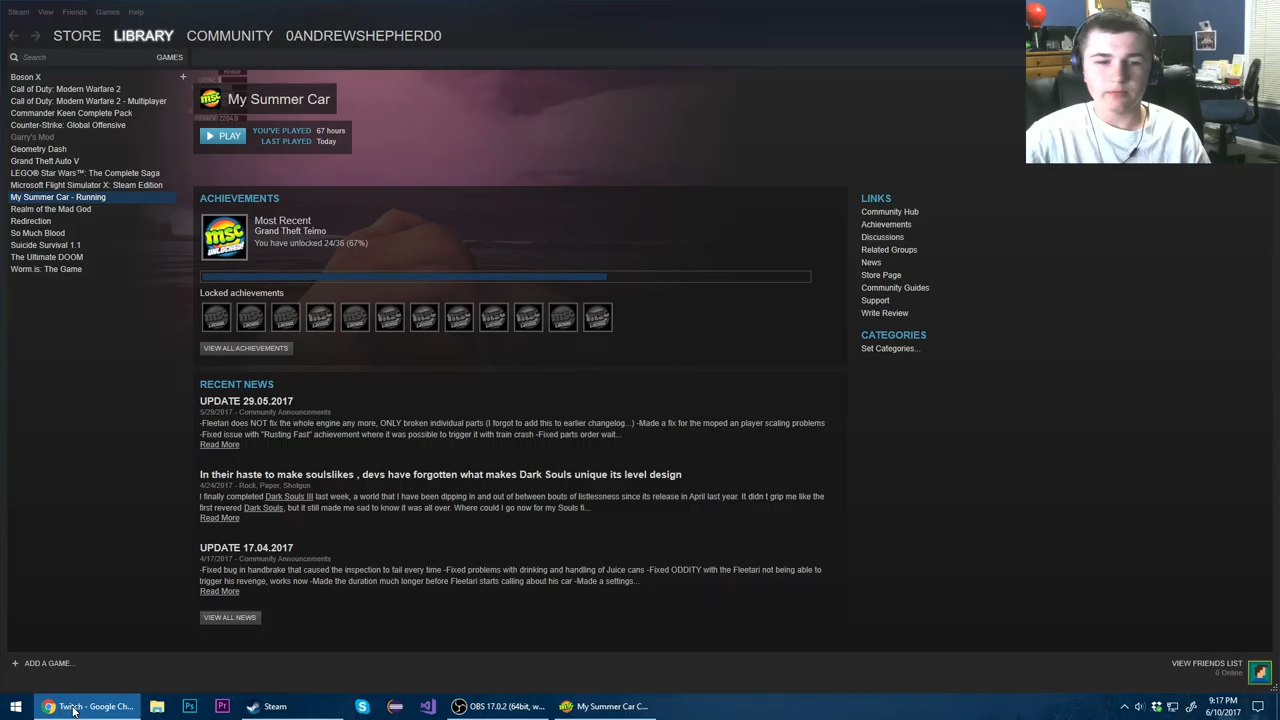 Steam View Friends Games Help
STORE LIBRARY COMMUNITY 0ANDREWSHEPHERD0
Search GAMES
Boson X
Call of Duty: Modern Warfare 2
Call of Duty: Modern Warfare 2 - Multiplayer
Commander Keen Complete Pack
Counter-Strike: Global Offensive
Garry's Mod
Geometry Dash
Grand Theft Auto V
LEGO® Star Wars™: The Complete Saga
Microsoft Flight Simulator X: Steam Edition
My Summer Car - Running
Realm of the Mad God
Redirection
So Much Blood
Suicide Survival 1.1
The Ultimate DOOM
Worm.is: The Game
My Summer Car
PLAY
YOU'VE PLAYED 67 hours
LAST PLAYED Today
ACHIEVEMENTS
msc
UNLOCKED
Most Recent
Grand Theft Telmo
You have unlocked 24/36 (67%)
Locked achievements
VIEW ALL ACHIEVEMENTS
RECENT NEWS
UPDATE 29.05.2017
5/29/2017 - Community Announcements
-Fleetari does NOT fix the whole engine any more, ONLY broken individual parts (I forgot to add this to earlier changelog...) -Made a fix for the moped an player scaling problems
-Fixed issue with "Rusting Fast" achievement where it was possible to trigger it with train crash -Fixed parts order wait...
Read More
In their haste to make soulslikes , devs have forgotten what makes Dark Souls unique its level design
4/24/2017 - Rock, Paper, Shotgun
I finally completed Dark Souls III last week, a world that I have been dipping in and out of between bouts of listlessness since its release in April last year. It didn t grip me like the
first revered Dark Souls, but it still made me sad to know it was all over. Where could I go now for my Souls fi...
Read More
UPDATE 17.04.2017
4/17/2017 - Community Announcements
-Fixed bug in handbrake that caused the inspection to fail every time -Fixed problems with drinking and handling of Juice cans -Fixed ODDITY with the Fleetari not being able to
trigger his revenge, works now -Made the duration much longer before Fleetari starts calling about his car -Made a settings...
Read More
VIEW ALL NEWS
LINKS
Community Hub
Achievements
Discussions
Related Groups
News
Store Page
Community Guides
Support
Write Review
CATEGORIES
Set Categories...
+ ADD A GAME...
VIEW FRIENDS LIST
0 Online
Twitch - Google Ch...
Ps
Pr
Steam
OBS 17.0.2 (64bit, w...
My Summer Car C...
9:17 PM
6/10/2017